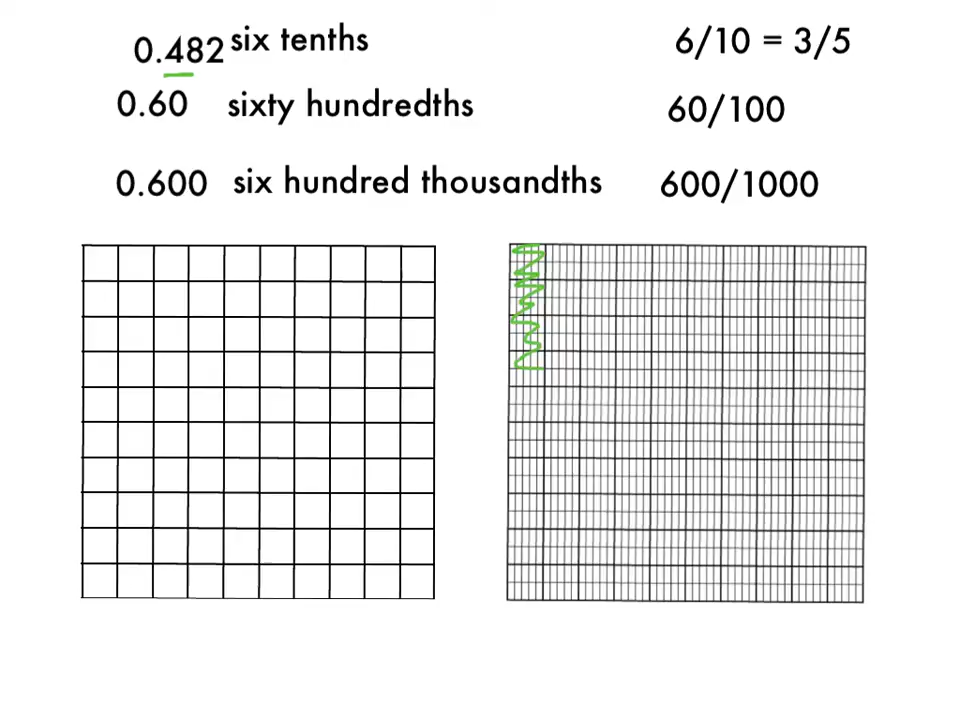 0.482 six tenths 6/10 = 3/5
0.60 sixty hundredths 60/100
0.600 six hundred thousandths 600/1000